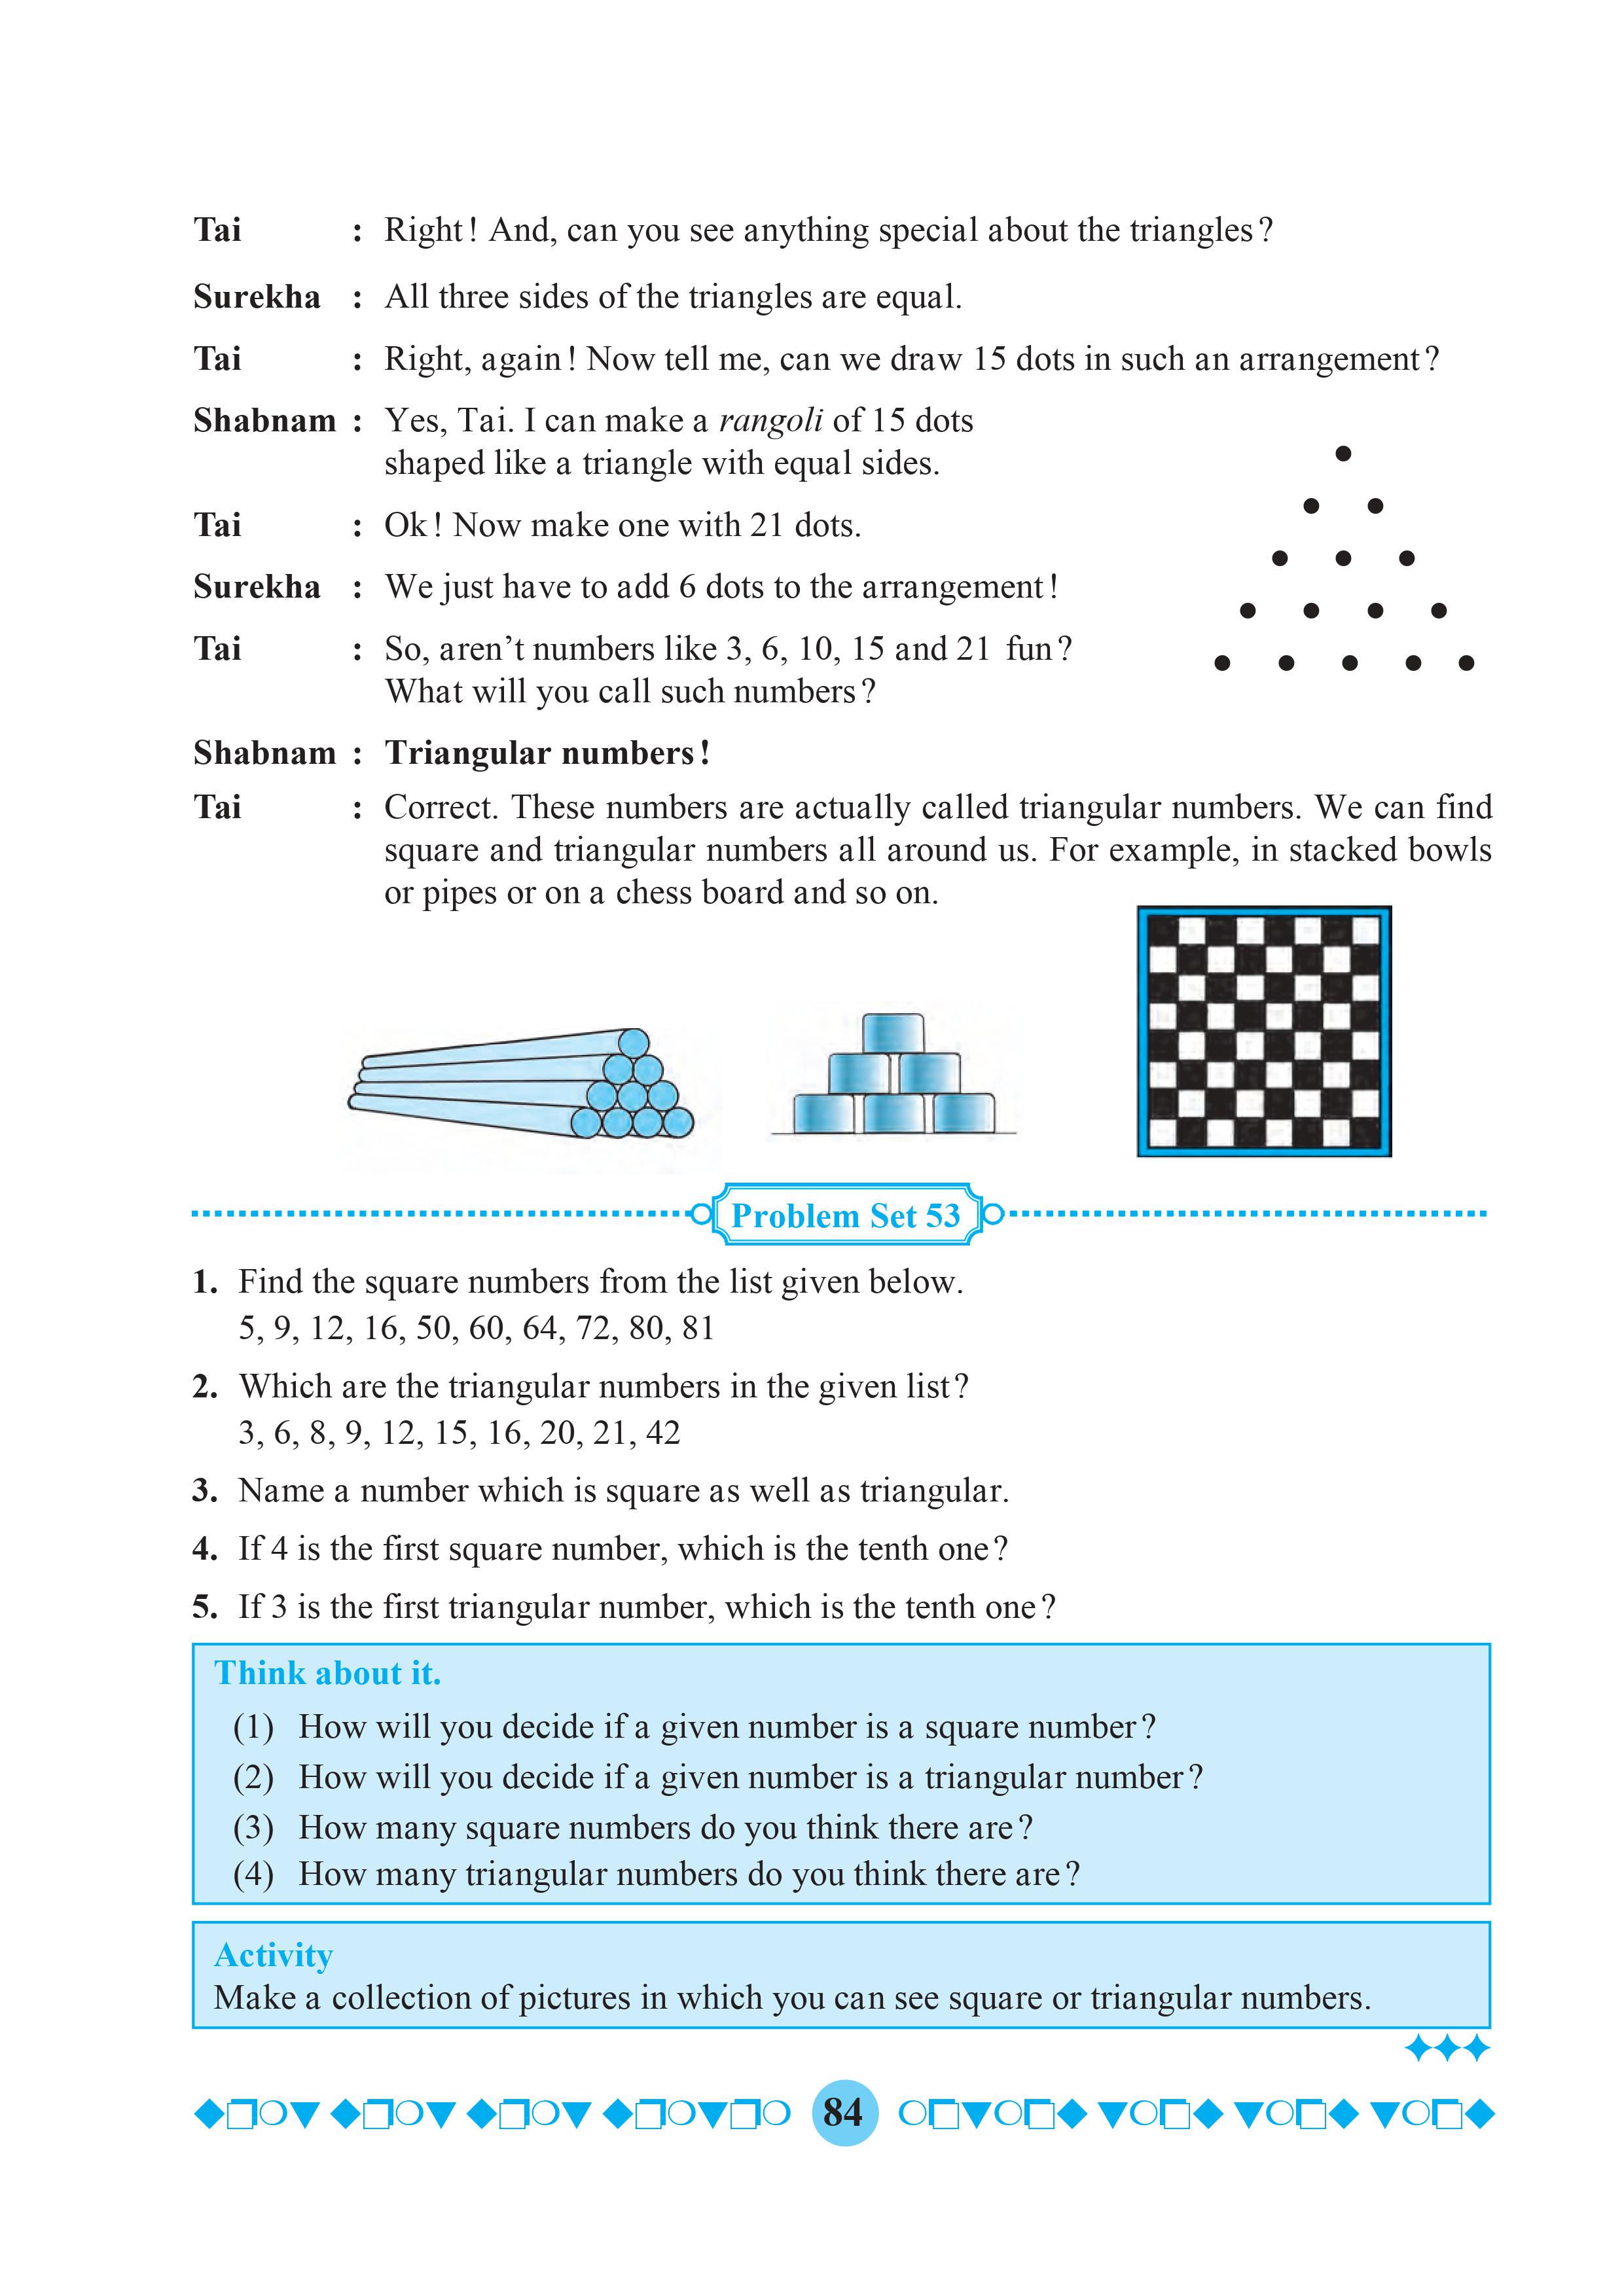 Tai : Right! And, can you see anything special about the triangles?
Surekha : All three sides of the triangles are equal.
Tai : Right, again! Now tell me, can we draw 15 dots in such an arrangement?
Shabnam : Yes, Tai. I can make a rangoli of 15 dots
shaped like a triangle with equal sides.
Tai : Ok! Now make one with 21 dots.
Surekha : We just have to add 6 dots to the arrangement!
Tai : So, aren’t numbers like 3, 6, 10, 15 and 21 fun?
What will you call such numbers?
Shabnam : Triangular numbers!
Tai : Correct. These numbers are actually called triangular numbers. We can find
square and triangular numbers all around us. For example, in stacked bowls
or pipes or on a chess board and so on.
Problem Set 53
1. Find the square numbers from the list given below.
5, 9, 12, 16, 50, 60, 64, 72, 80, 81
2. Which are the triangular numbers in the given list?
3, 6, 8, 9, 12, 15, 16, 20, 21, 42
3. Name a number which is square as well as triangular.
4. If 4 is the first square number, which is the tenth one?
5. If 3 is the first triangular number, which is the tenth one?
Think about it.
(1) How will you decide if a given number is a square number?
(2) How will you decide if a given number is a triangular number?
(3) How many square numbers do you think there are?
(4) How many triangular numbers do you think there are?
Activity
Make a collection of pictures in which you can see square or triangular numbers.
84